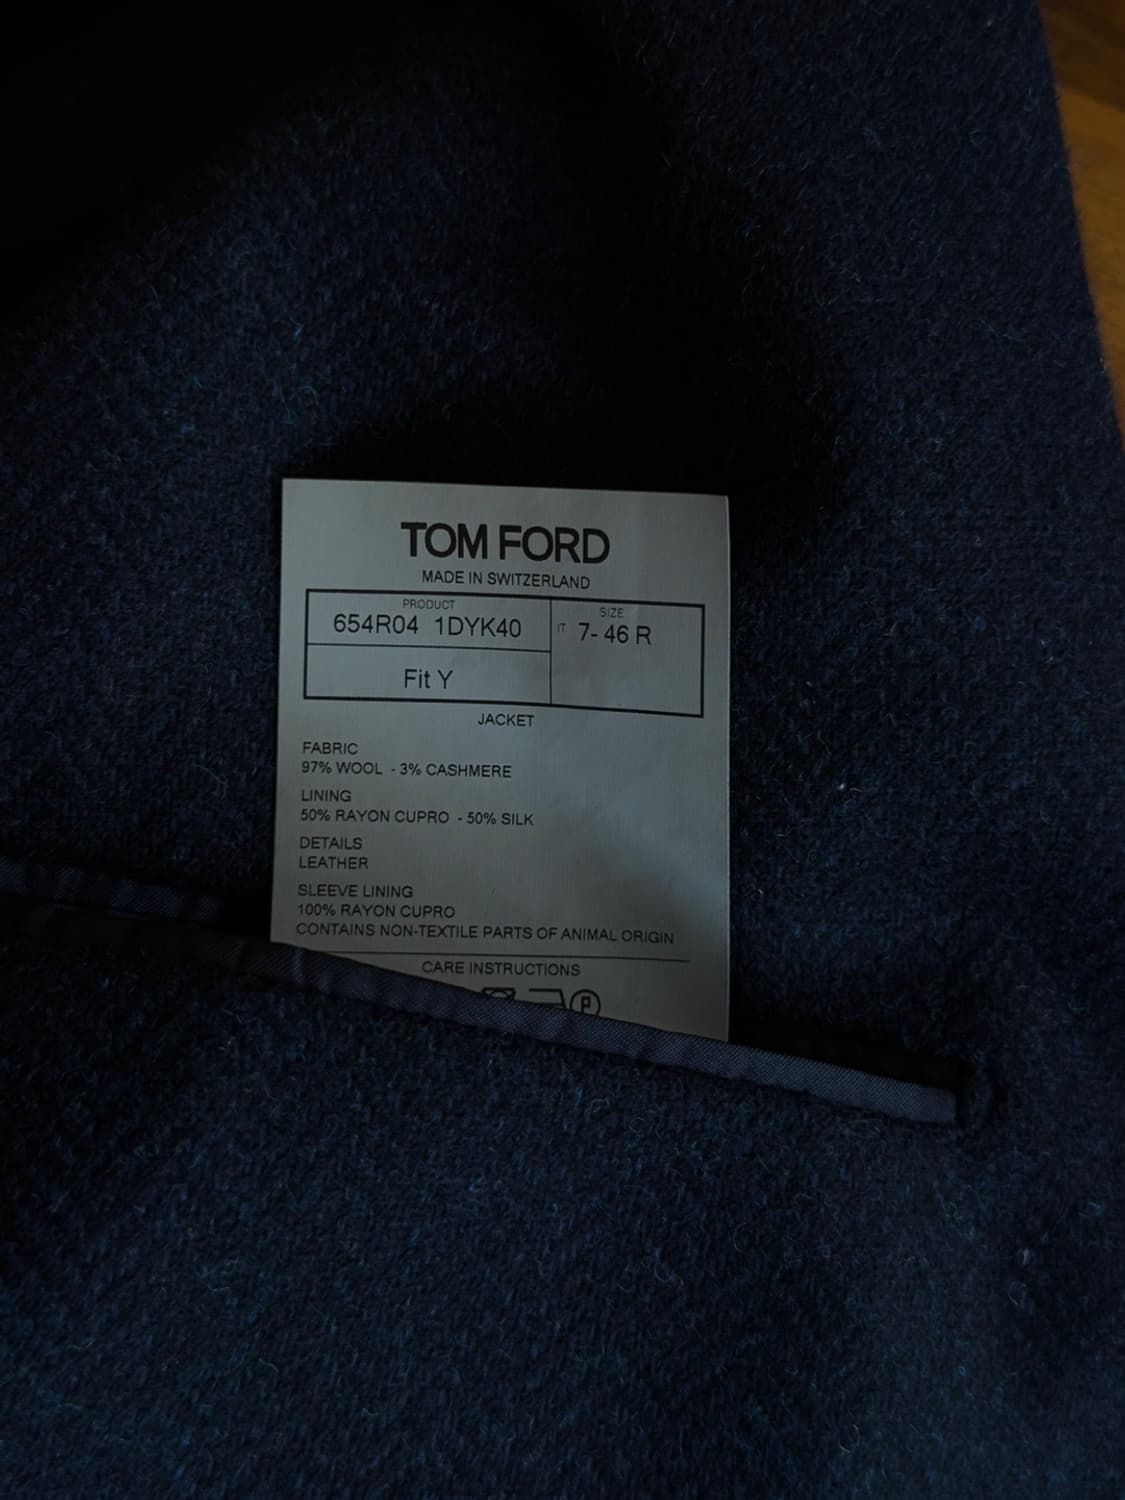 TOM FORD
MADE IN SWITZERLAND
PRODUCT
654R04 1DYK40
SIZE
IT 7- 46 R
Fit Y
JACKET
FABRIC
97% WOOL - 3% CASHMERE
LINING
50% RAYON CUPRO - 50% SILK
DETAILS
LEATHER
SLEEVE LINING
100% RAYON CUPRO
CONTAINS NON-TEXTILE PARTS OF ANIMAL ORIGIN
CARE INSTRUCTIONS
P